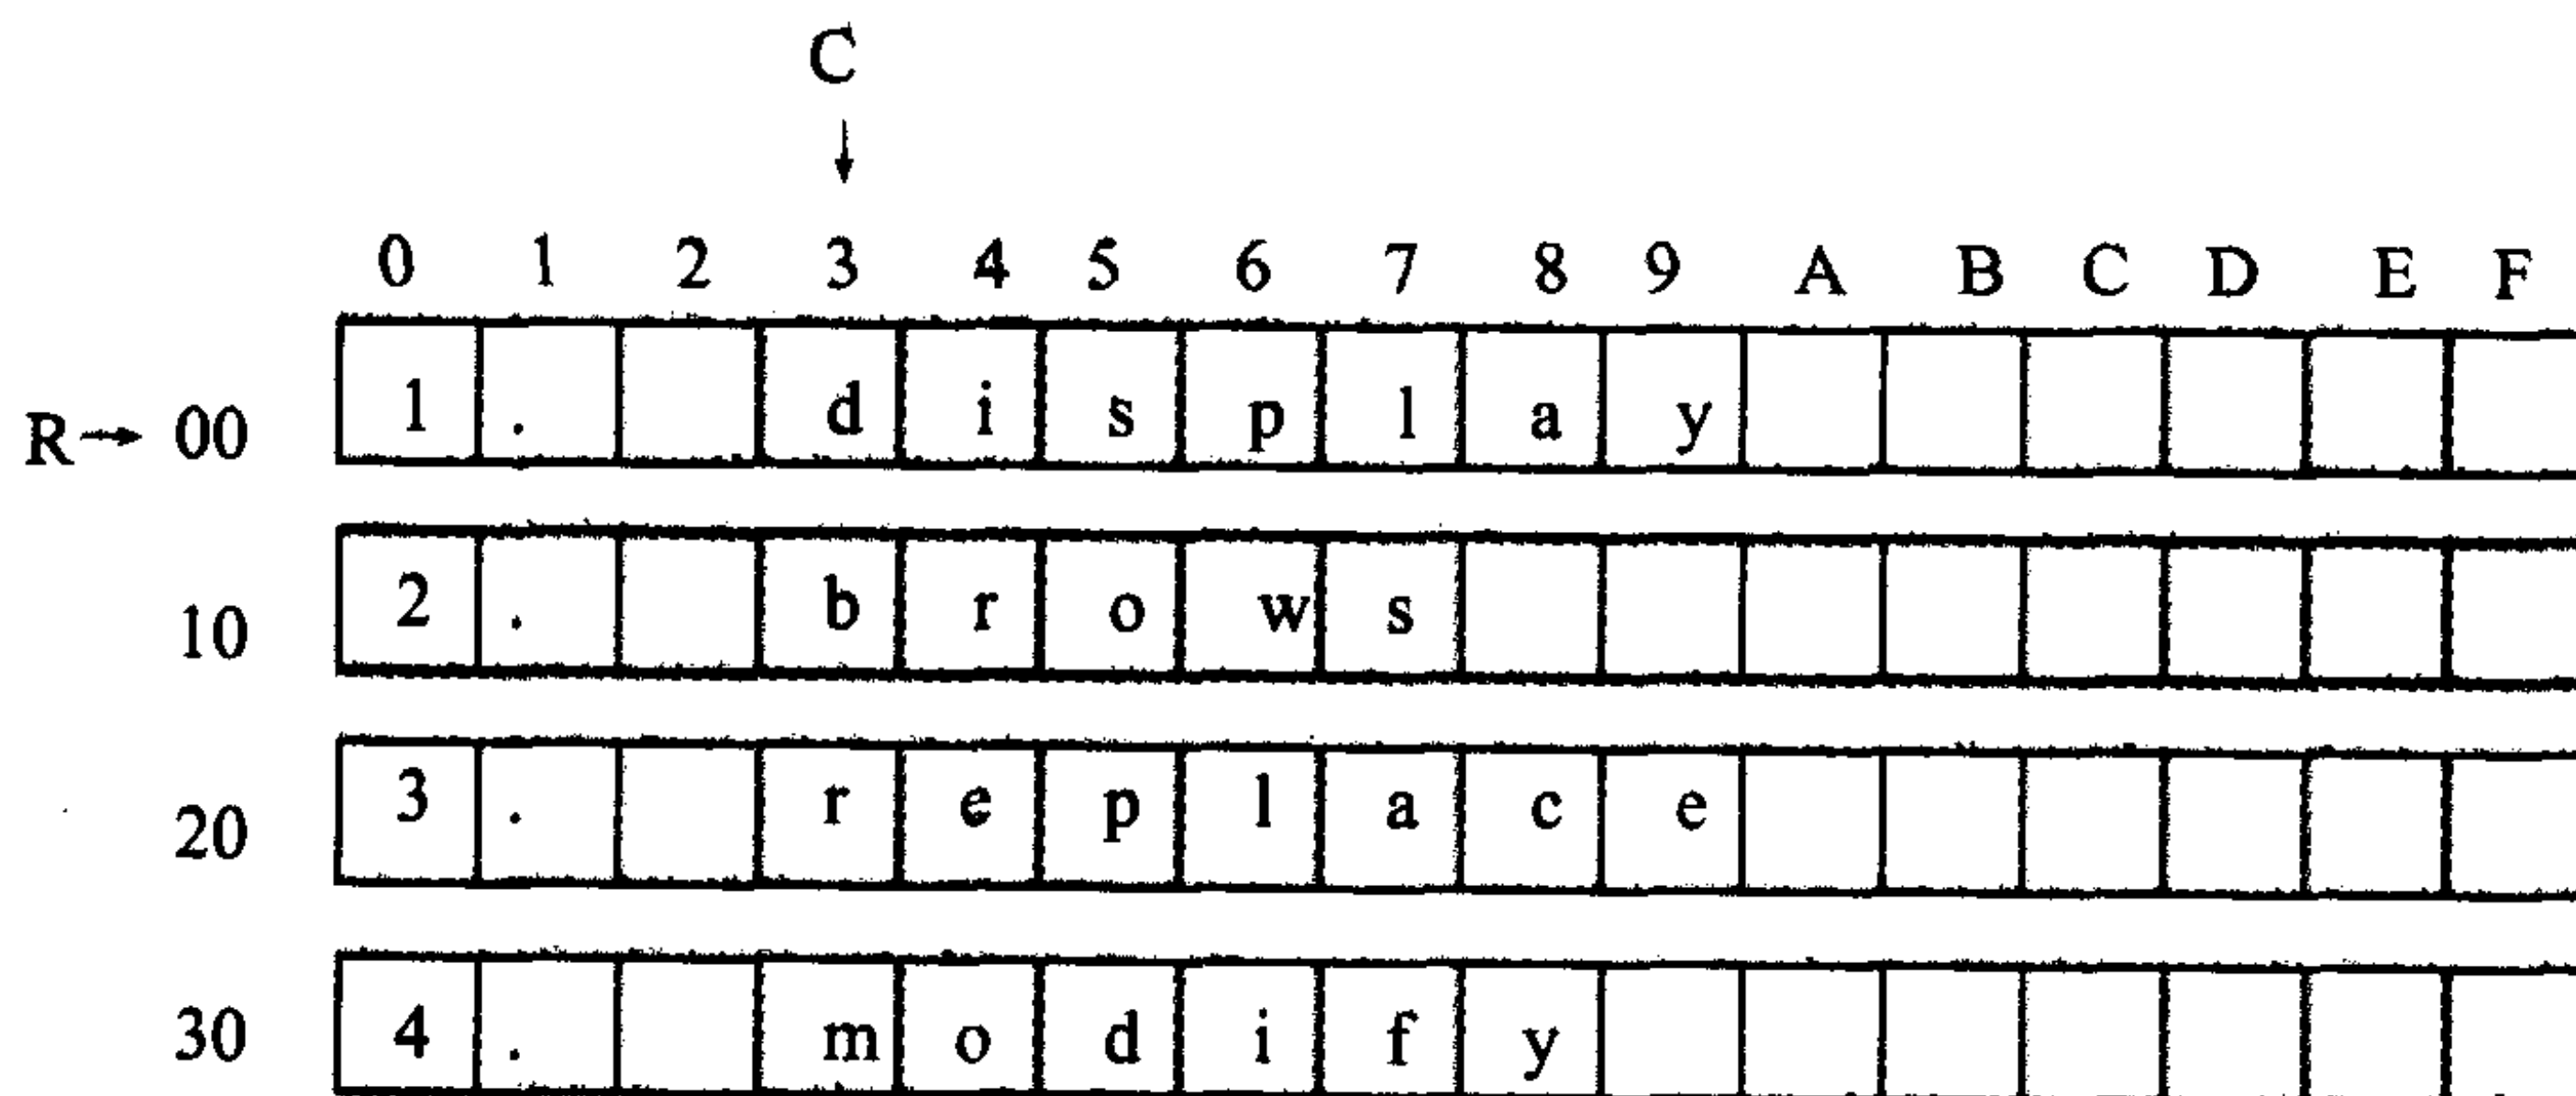 C
0 1 2 3 4 5 6 7 8 9 A B C D E F
R→ 00 1 . d i s p l a y
10 2 . b r o w s
20 3 . r e p l a c e
30 4 . m o d i f y